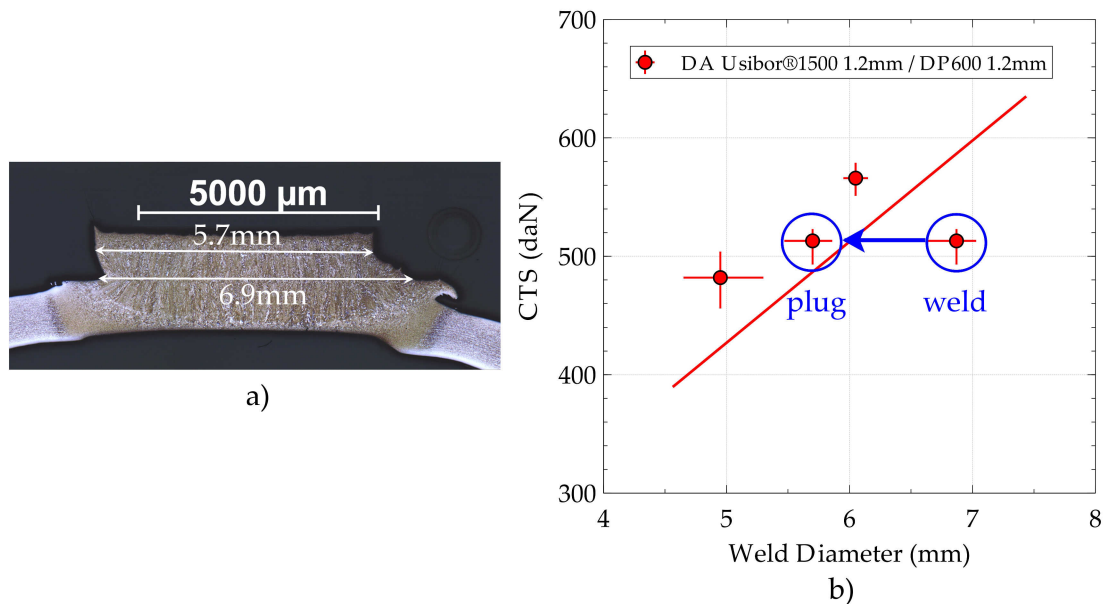 5000 µm
5.7mm
6.9mm
a)
700
600
500
400
300
CTS (daN)
DA Usibor®1500 1.2mm / DP600 1.2mm
plug
weld
4 5 6 7 8
Weld Diameter (mm)
b)